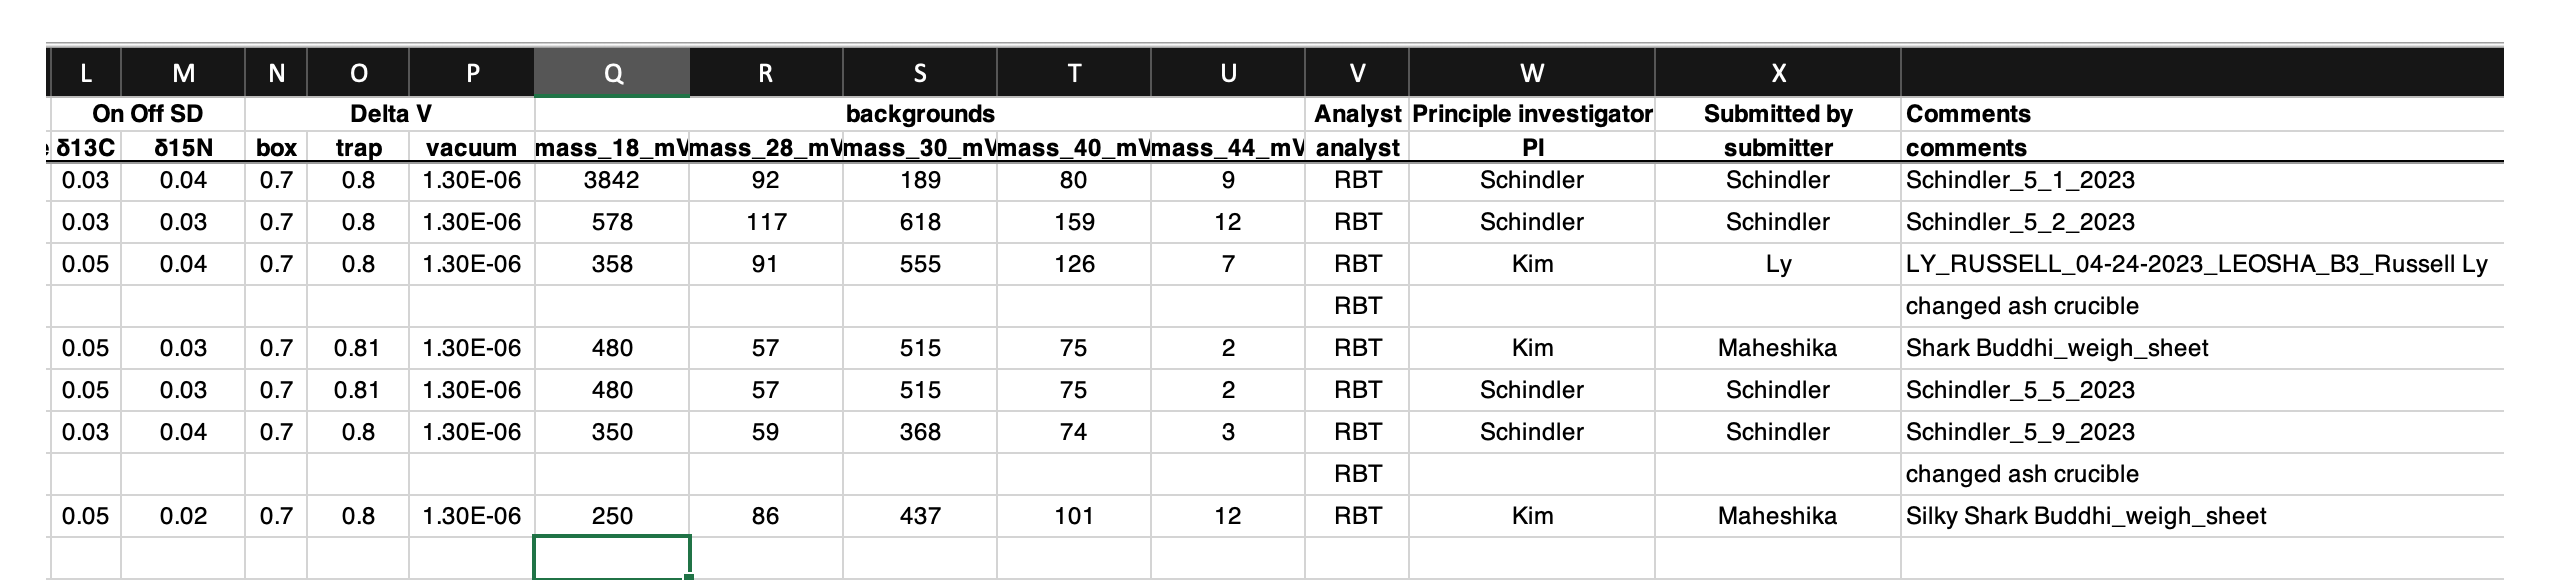 L M N O P Q R S T U V W X
On Off SD Delta V backgrounds Analyst Principle investigator Submitted by Comments
δ13C δ15N box trap vacuum mass_18_mV mass_28_mV mass_30_mV mass_40_mV mass_44_mV analyst PI submitter comments
0.03 0.04 0.7 0.8 1.30E-06 3842 92 189 80 9 RBT Schindler Schindler Schindler_5_1_2023
0.03 0.03 0.7 0.8 1.30E-06 578 117 618 159 12 RBT Schindler Schindler Schindler_5_2_2023
0.05 0.04 0.7 0.8 1.30E-06 358 91 555 126 7 RBT Kim Ly LY_RUSSELL_04-24-2023_LEOSHA_B3_Russell Ly
RBT changed ash crucible
0.05 0.03 0.7 0.81 1.30E-06 480 57 515 75 2 RBT Kim Maheshika Shark Buddhi_weigh_sheet
0.05 0.03 0.7 0.81 1.30E-06 480 57 515 75 2 RBT Schindler Schindler Schindler_5_5_2023
0.03 0.04 0.7 0.8 1.30E-06 350 59 368 74 3 RBT Schindler Schindler Schindler_5_9_2023
RBT changed ash crucible
0.05 0.02 0.7 0.8 1.30E-06 250 86 437 101 12 RBT Kim Maheshika Silky Shark Buddhi_weigh_sheet